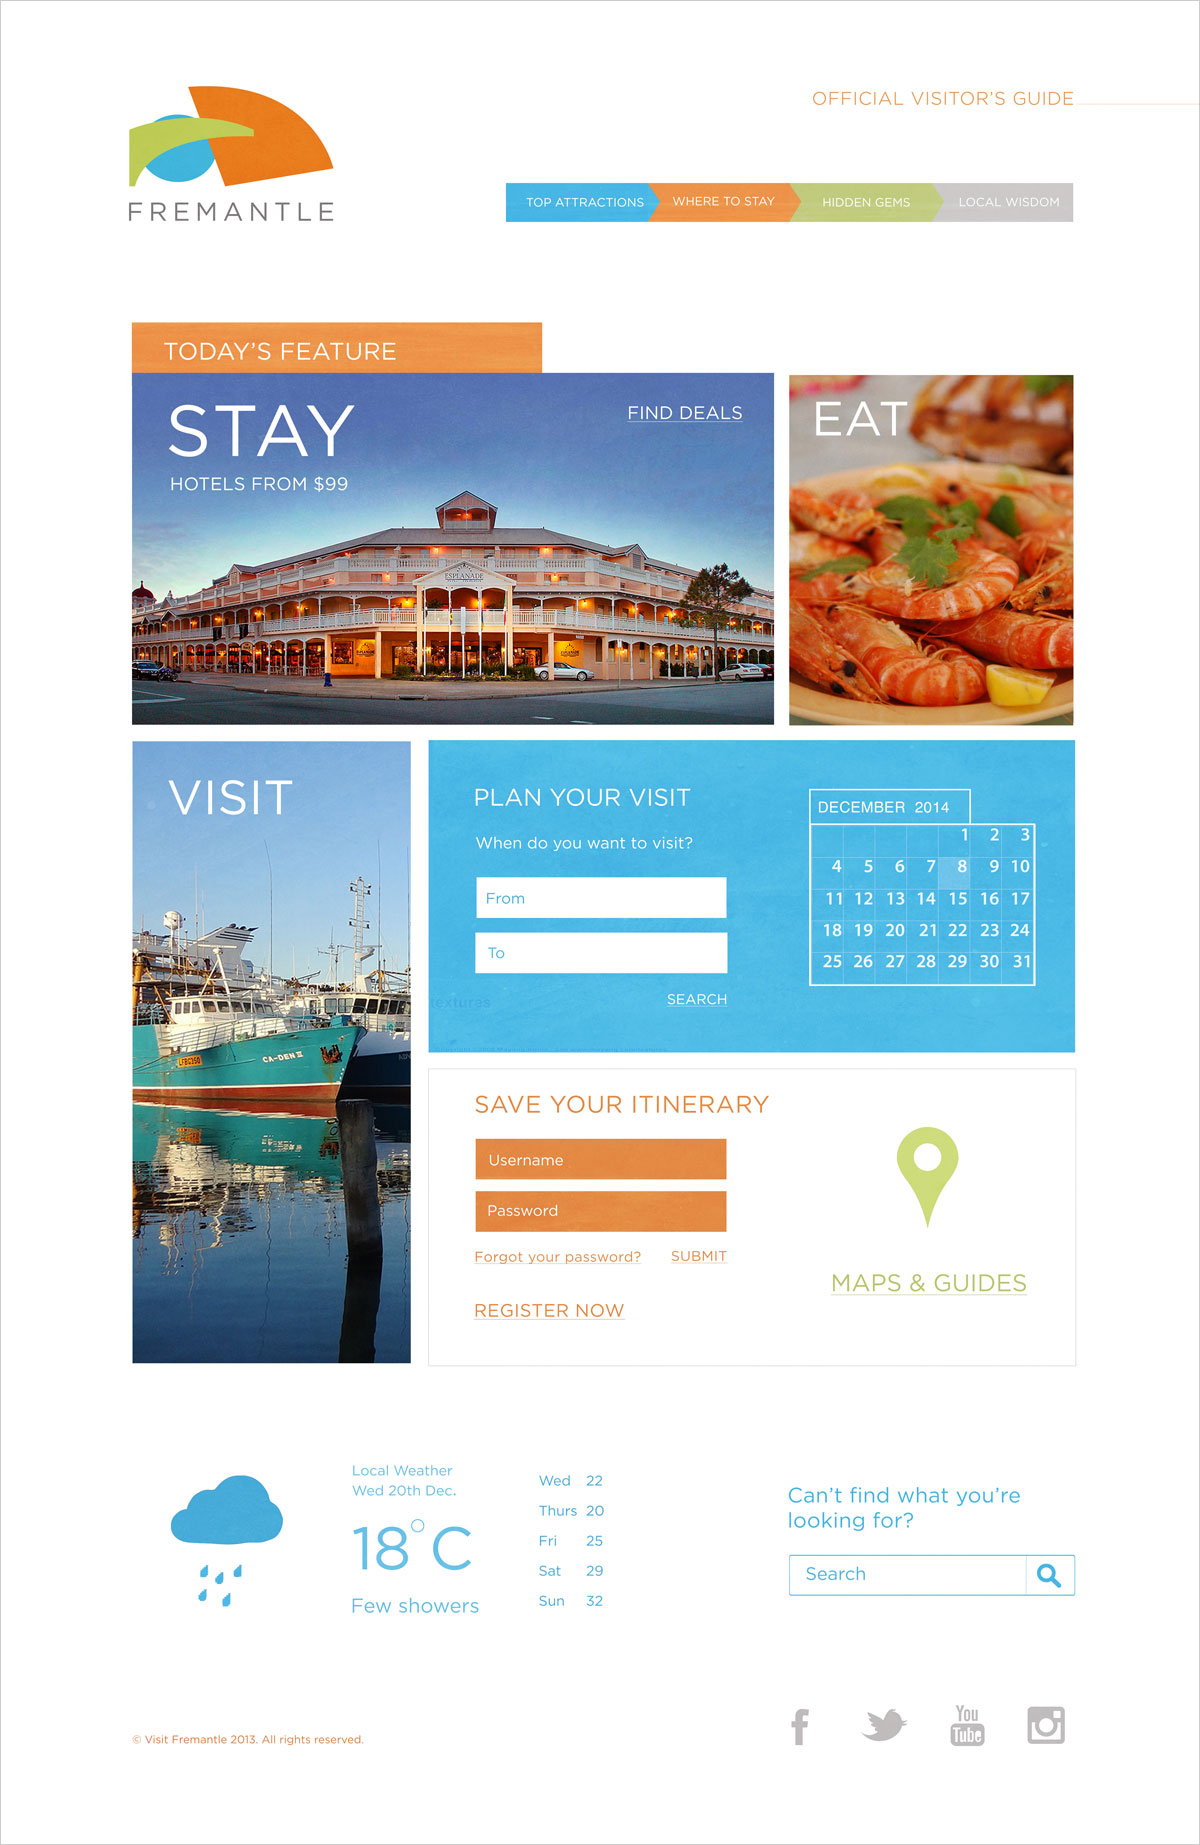 OFFICIAL VISITOR'S GUIDE
FREMANTLE
TOP ATTRACTIONS
WHERE TO STAY
HIDDEN GEMS
LOCAL WISDOM
TODAY'S FEATURE
STAY
FIND DEALS
HOTELS FROM $99
ESPLANADE
EAT
VISIT
CA-DEN II
PLAN YOUR VISIT
When do you want to visit?
From
To
SEARCH
textures
DECEMBER 2014
1 2 3
4 5 6 7 8 9 10
11 12 13 14 15 16 17
18 19 20 21 22 23 24
25 26 27 28 29 30 31
SAVE YOUR ITINERARY
Username
Password
Forgot your password?
SUBMIT
REGISTER NOW
MAPS & GUIDES
Local Weather
Wed 20th Dec.
18°C
Few showers
Wed 22
Thurs 20
Fri 25
Sat 29
Sun 32
Can't find what you're
looking for?
Search
© Visit Fremantle 2013. All rights reserved.
You
Tube